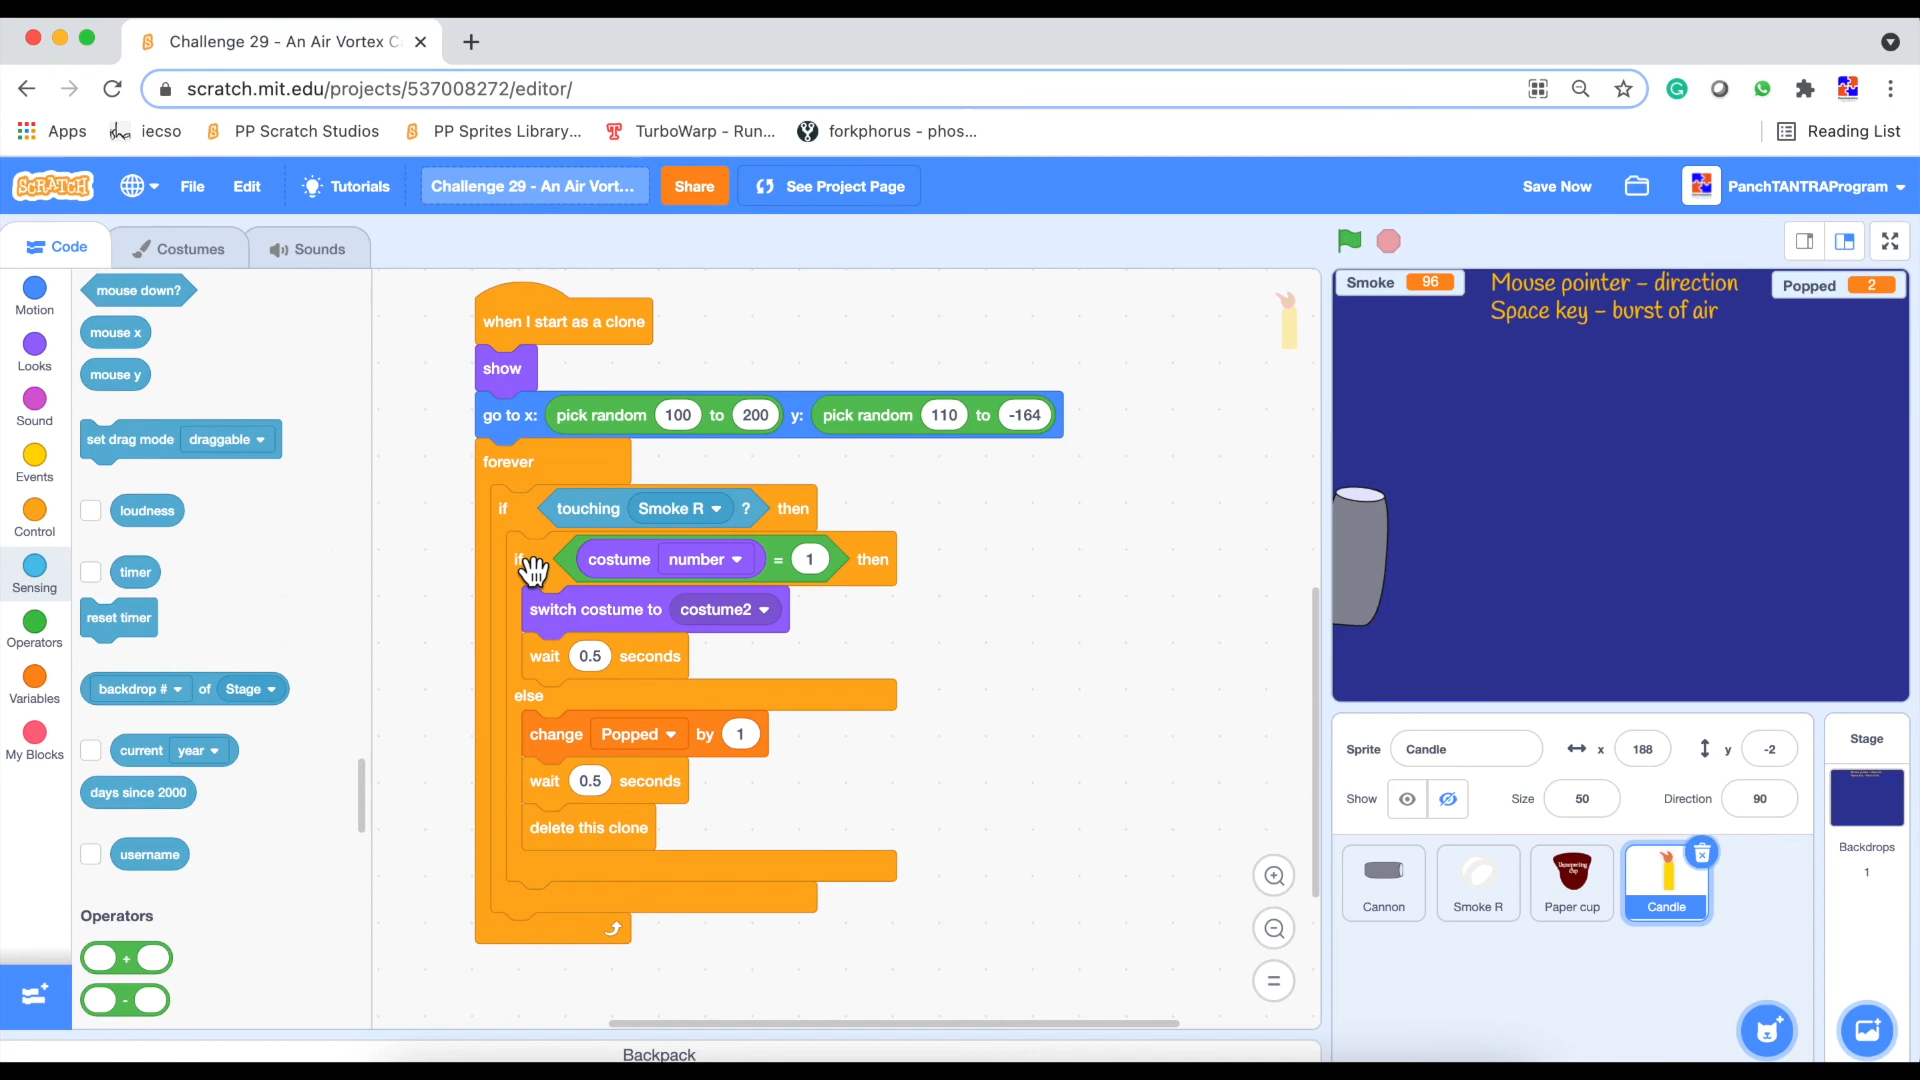 Challenge 29 - An Air Vortex C
scratch.mit.edu/projects/537008272/editor/
Apps iecso PP Scratch Studios PP Sprites Library... TurboWarp - Run... forkphorus - phos... Reading List
SCRATCH File Edit Tutorials Challenge 29 - An Air Vort... Share See Project Page Save Now PanchTANTRAProgram
Code Costumes Sounds
Motion
Looks
Sound
Events
Control
Sensing
Operators
Variables
My Blocks
mouse down?
mouse x
mouse y
set drag mode draggable
loudness
timer
reset timer
backdrop # of Stage
current year
days since 2000
username
Operators
+
-
when I start as a clone
show
go to x: pick random 100 to 200 y: pick random 110 to -164
forever
if touching Smoke R ? then
if costume number = 1 then
switch costume to costume2
wait 0.5 seconds
else
change Popped by 1
wait 0.5 seconds
delete this clone
Backpack
Smoke 96
Mouse pointer – direction
Space key – burst of air
Popped 2
Sprite Candle x 188 y -2
Show Size 50 Direction 90
Cannon
Smoke R
Paper cup
Candle
Stage
Backdrops
1